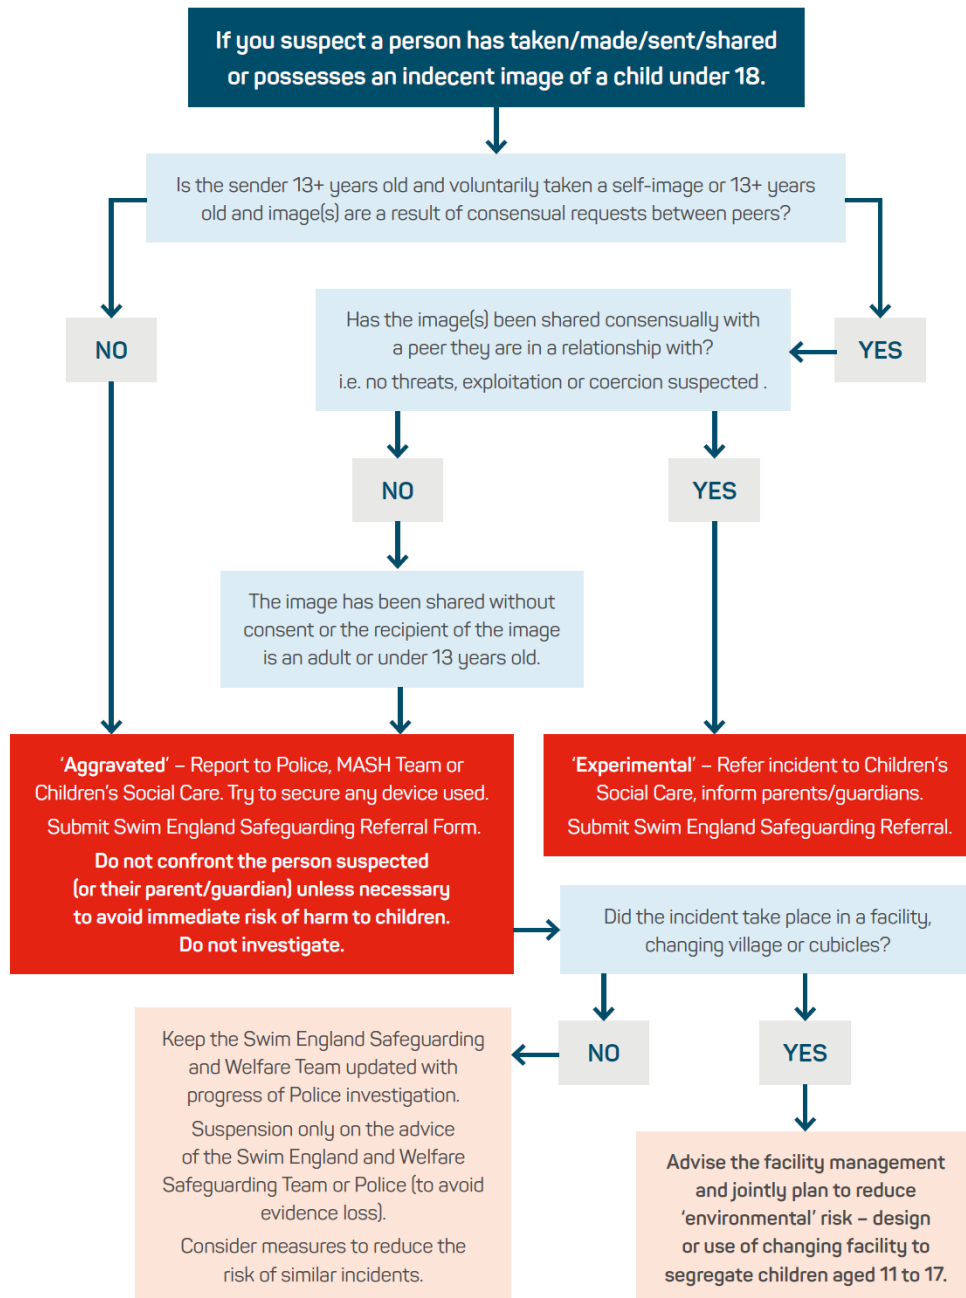 If you suspect a person has taken/made/sent/shared
or possesses an indecent image of a child under 18.
Is the sender 13+ years old and voluntarily taken a self-image or 13+ years
old and image(s) are a result of consensual requests between peers?
NO
Has the image(s) been shared consensually with
a peer they are in a relationship with?
i.e. no threats, exploitation or coercion suspected .
YES
NO
YES
The image has been shared without
consent or the recipient of the image
is an adult or under 13 years old.
‘Aggravated’ – Report to Police, MASH Team or
Children’s Social Care. Try to secure any device used.
Submit Swim England Safeguarding Referral Form.
Do not confront the person suspected
(or their parent/guardian) unless necessary
to avoid immediate risk of harm to children.
Do not investigate.
‘Experimental’ – Refer incident to Children’s
Social Care, inform parents/guardians.
Submit Swim England Safeguarding Referral.
Did the incident take place in a facility,
changing village or cubicles?
NO
YES
Keep the Swim England Safeguarding
and Welfare Team updated with
progress of Police investigation.
Suspension only on the advice
of the Swim England and Welfare
Safeguarding Team or Police (to avoid
evidence loss).
Consider measures to reduce the
risk of similar incidents.
Advise the facility management
and jointly plan to reduce
‘environmental’ risk – design
or use of changing facility to
segregate children aged 11 to 17.